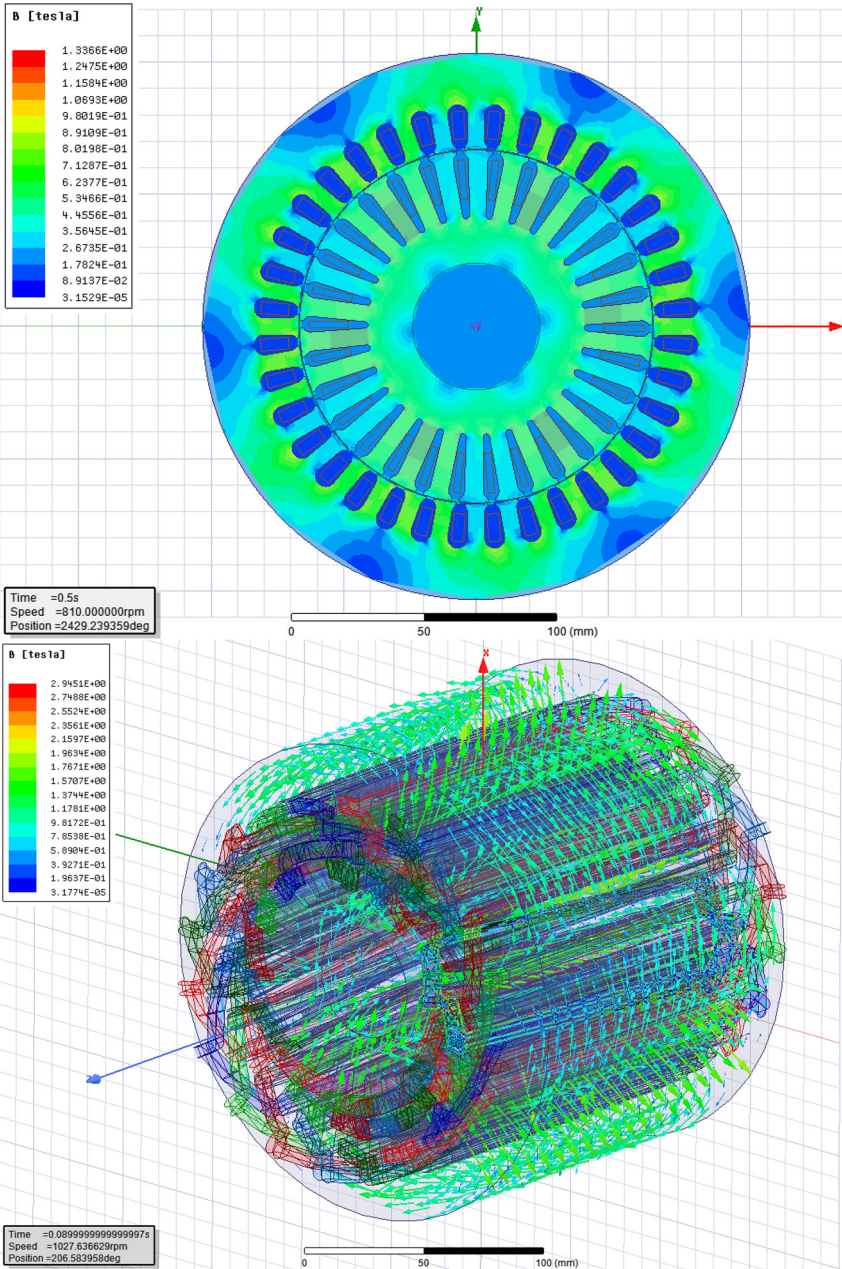 B [tesla]
1.3366E+00
1.2475E+00
1.1584E+00
1.0693E+00
9.8019E-01
8.9109E-01
8.0198E-01
7.1287E-01
6.2377E-01
5.3466E-01
4.4556E-01
3.5645E-01
2.6735E-01
1.7824E-01
8.9137E-02
3.1529E-05
Y
Time =0.5s
Speed =810.000000rpm
Position =2429.239359deg
0 50 100 (mm)
B [tesla]
2.9451E+00
2.7488E+00
2.5524E+00
2.3561E+00
2.1597E+00
1.9634E+00
1.7671E+00
1.5707E+00
1.3744E+00
1.1781E+00
9.8172E-01
7.8538E-01
5.8904E-01
3.9271E-01
1.9637E-01
3.1774E-05
X
Z
Time =0.0899999999999997s
Speed =1027.636629rpm
Position =206.583958deg
0 50 100 (mm)